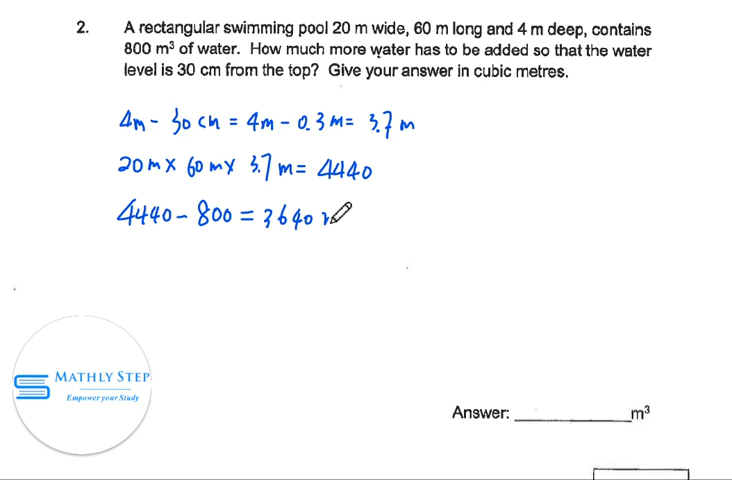 2. A rectangular swimming pool 20 m wide, 60 m long and 4 m deep, contains
800 m³ of water. How much more water has to be added so that the water
level is 30 cm from the top? Give your answer in cubic metres.
4m - 30 cm = 4m - 0.3 m = 3.7 m
20 m x 60 m x 3.7 m = 4440
4440 - 800 = 3640
MATHLY STEP
Empower your Study
Answer: ____________ m³